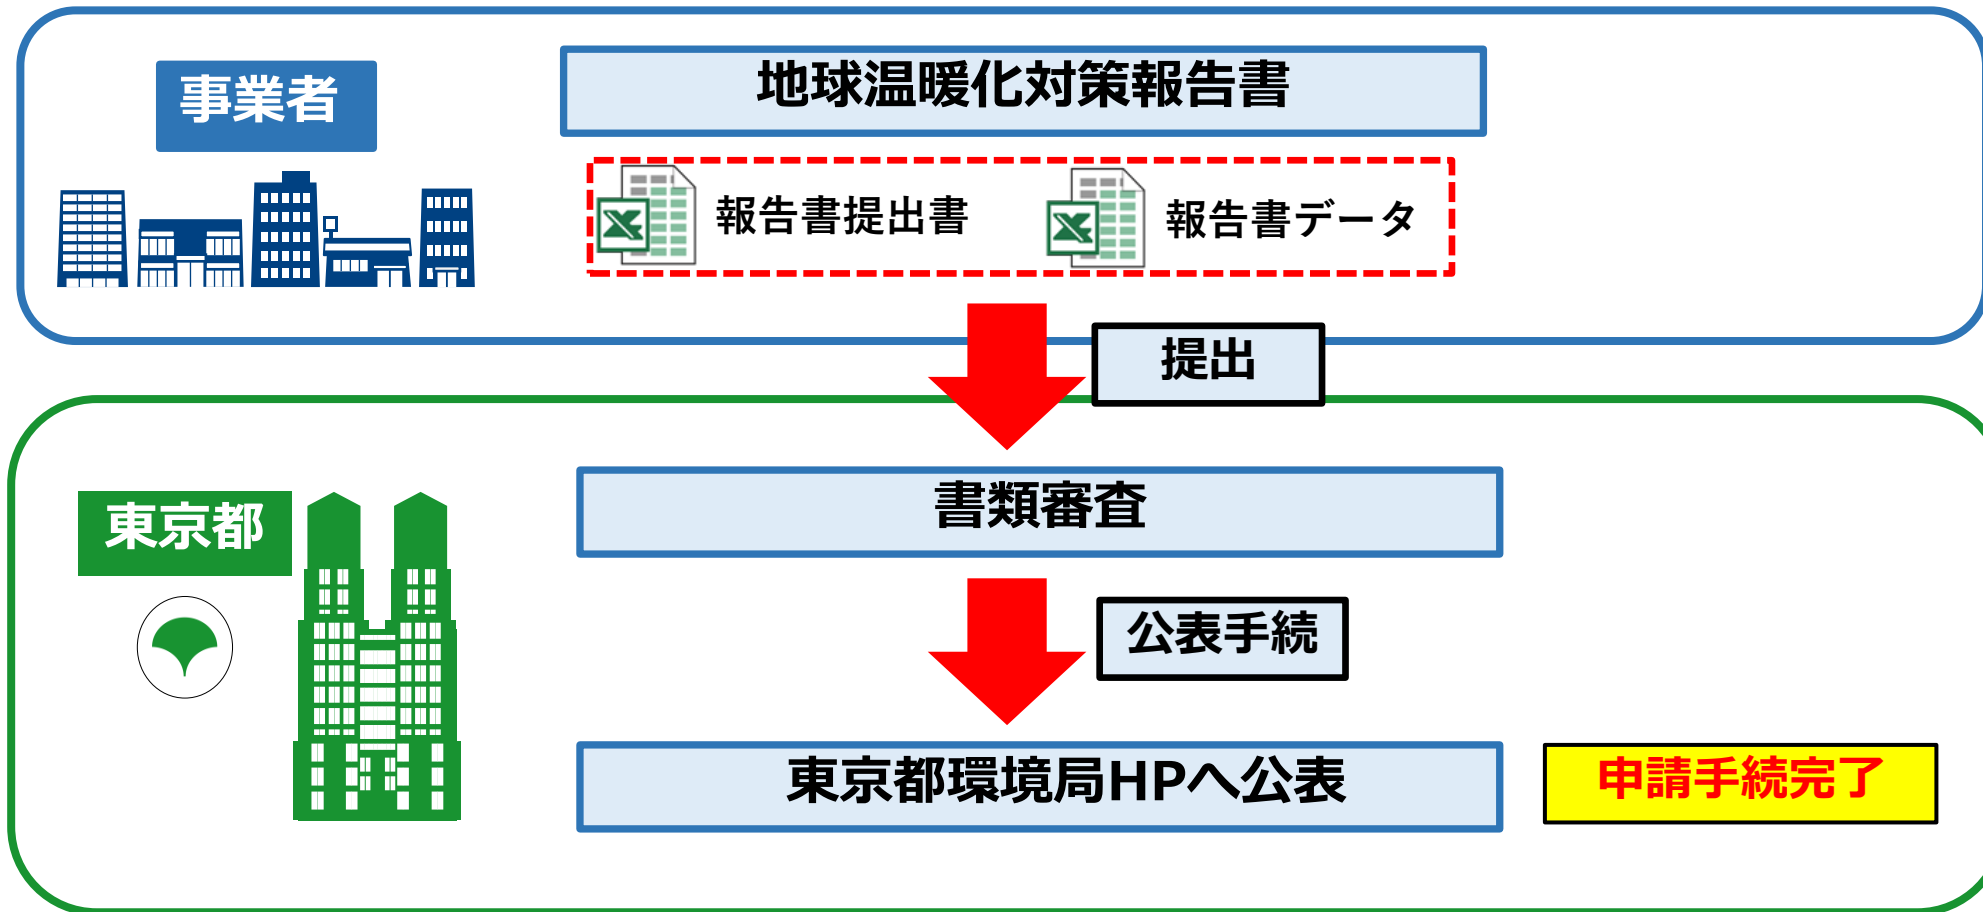 事業者
地球温暖化対策報告書
報告書提出書
報告書データ
提出
東京都
書類審査
公表手続
東京都環境局HPへ公表
申請手続完了